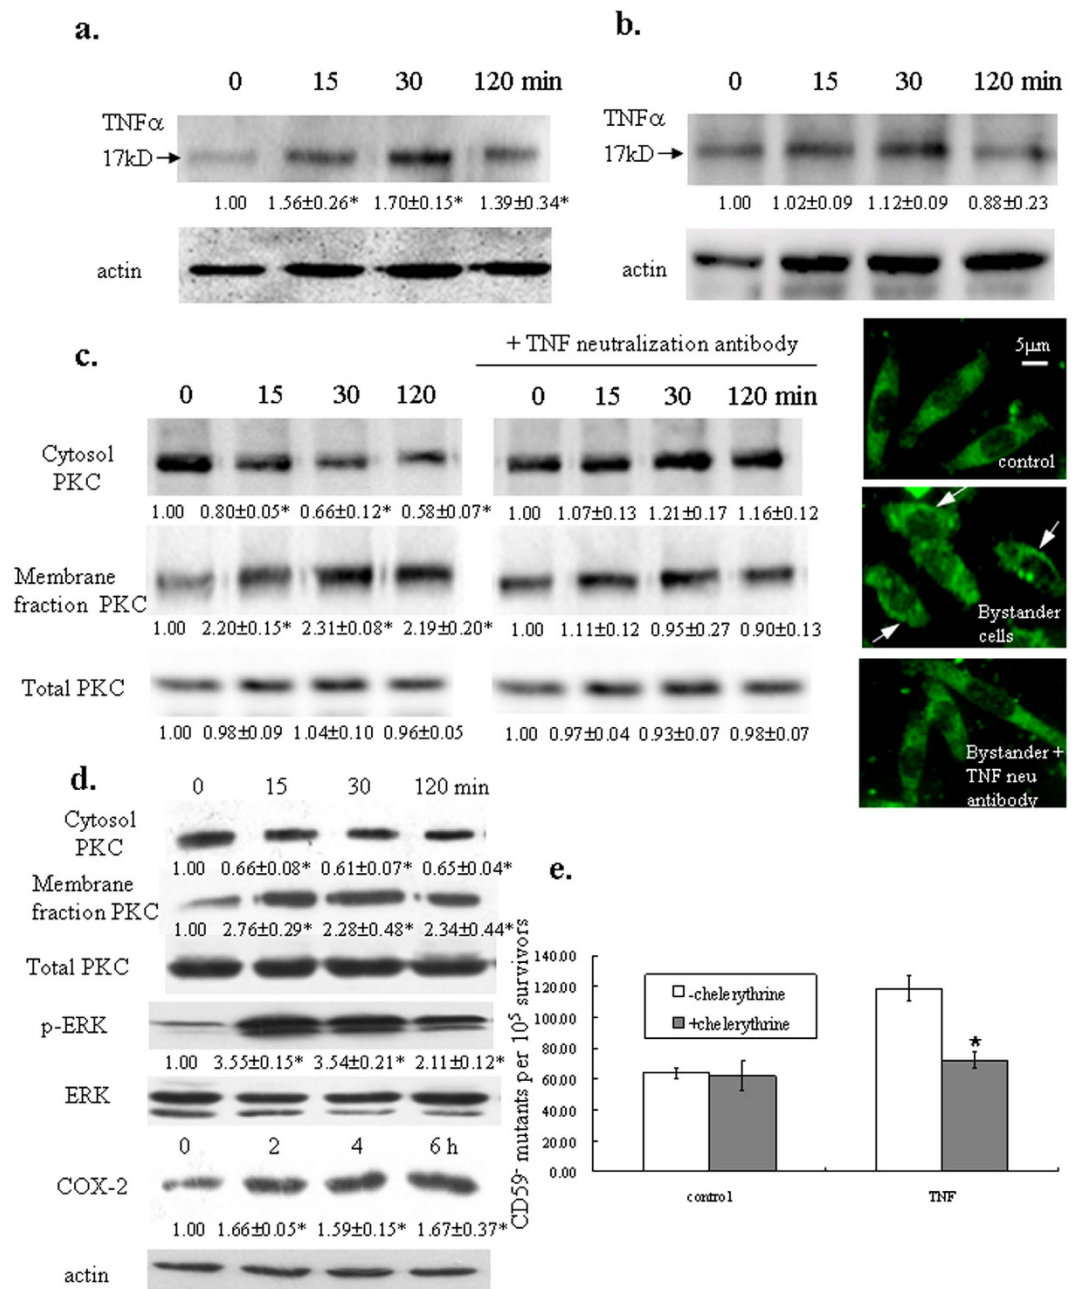 a.
0 15 30 120 min
TNFα
17kD
1.00 1.56±0.26* 1.70±0.15* 1.39±0.34*
actin
b.
0 15 30 120 min
TNFα
17kD
1.00 1.02±0.09 1.12±0.09 0.88±0.23
actin
c.
+ TNF neutralization antibody
0 15 30 120 0 15 30 120 min
Cytosol
PKC
1.00 0.80±0.05* 0.66±0.12* 0.58±0.07* 1.00 1.07±0.13 1.21±0.17 1.16±0.12
Membrane
fraction PKC
1.00 2.20±0.15* 2.31±0.08* 2.19±0.20* 1.00 1.11±0.12 0.95±0.27 0.90±0.13
Total PKC
1.00 0.98±0.09 1.04±0.10 0.96±0.05 1.00 0.97±0.04 0.93±0.07 0.98±0.07
5μm
control
Bystander
cells
Bystander +
TNF neu
antibody
d.
0 15 30 120 min
Cytosol
PKC
1.00 0.66±0.08* 0.61±0.07* 0.65±0.04*
Membrane
fraction PKC
1.00 2.76±0.29* 2.28±0.48* 2.34±0.44*
Total PKC
p-ERK
1.00 3.55±0.15* 3.54±0.21* 2.11±0.12*
ERK
0 2 4 6 h
COX-2
1.00 1.66±0.05* 1.59±0.15* 1.67±0.37*
actin
e.
CD59⁻ mutants per 10⁵ survivors
140.00
120.00
100.00
80.00
60.00
40.00
20.00
0.00
-chelerythrine
+chelerythrine
*
control TNF